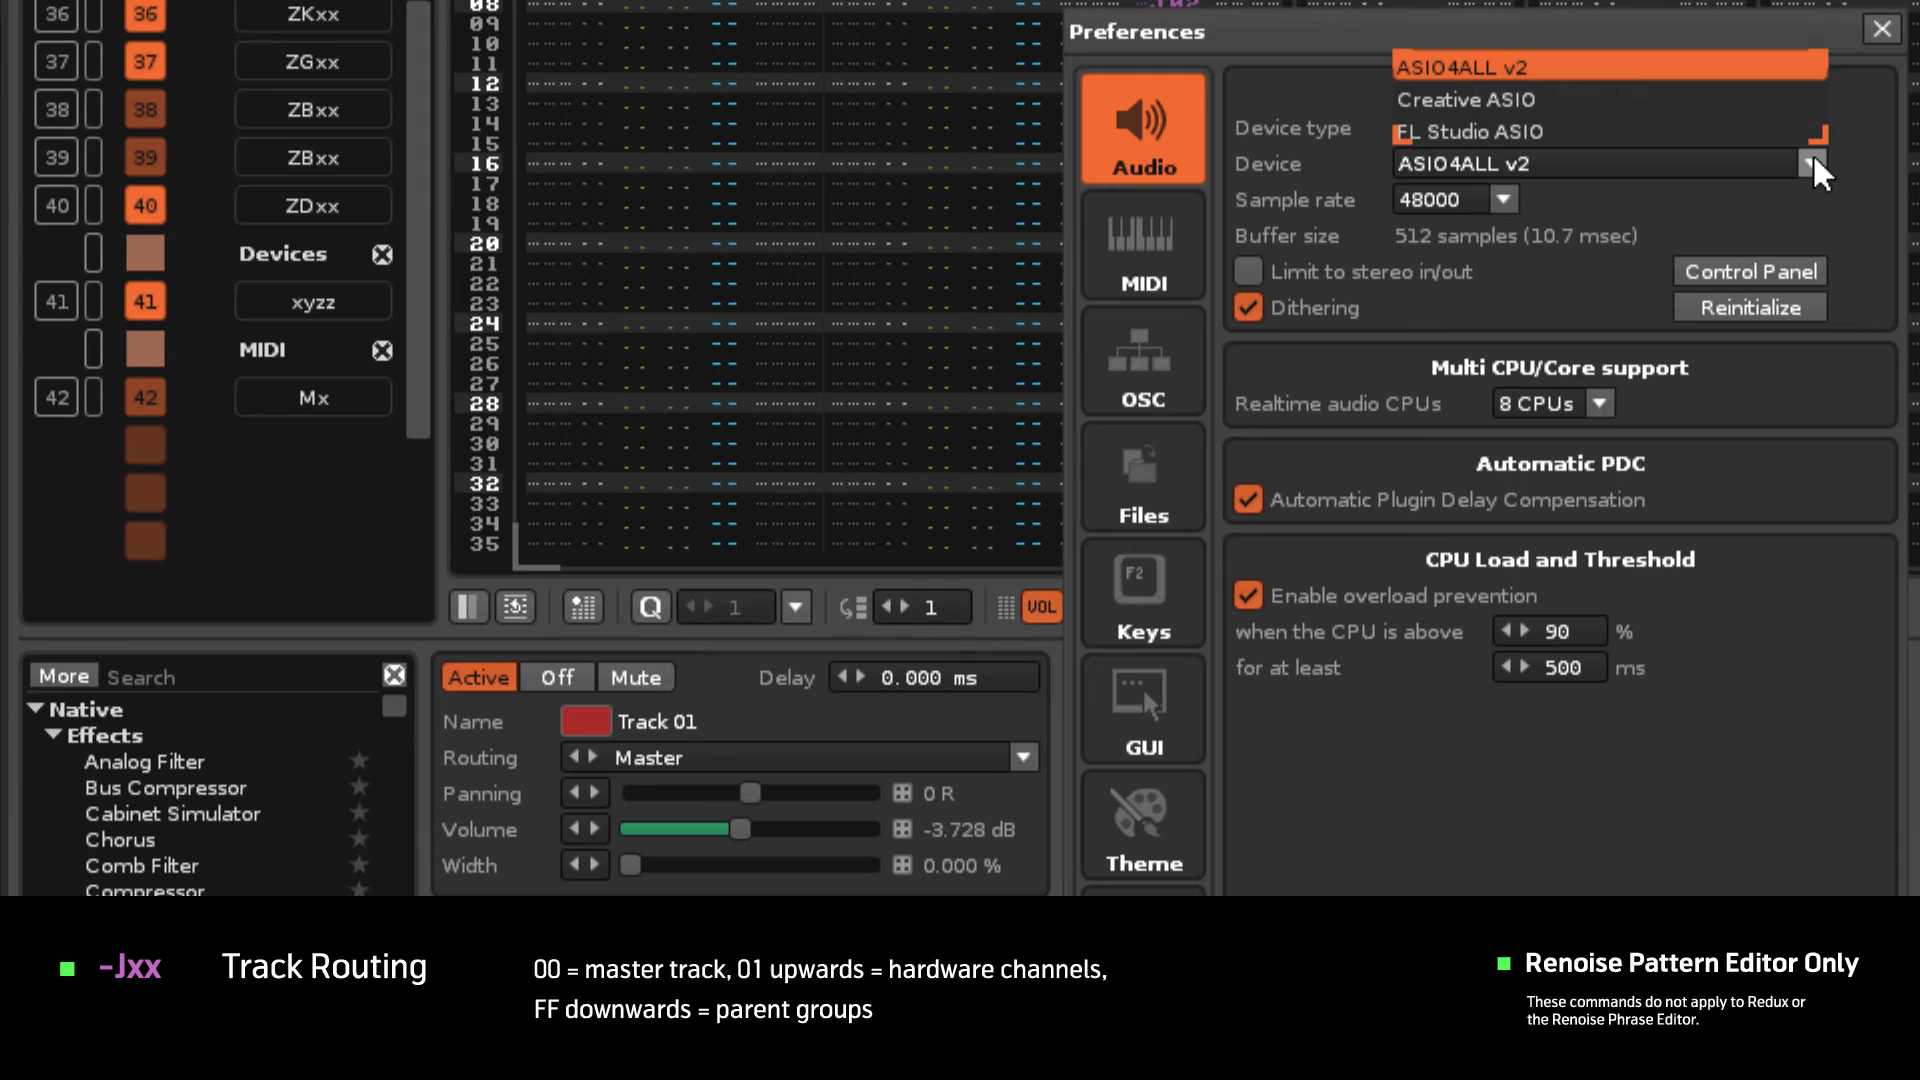 36 36 ZKxx
37 37 ZGxx
38 38 ZBxx
39 39 ZBxx
40 40 ZDxx
Devices
41 41 xyzz
MIDI
42 42 Mx
08
09
10
11
12
13
14
15
16
17
18
19
20
21
22
23
24
25
26
27
28
29
30
31
32
33
34
35
Q 1 1 VOL
More Search
Native
Effects
Analog Filter
Bus Compressor
Cabinet Simulator
Chorus
Comb Filter
Compressor
Active Off Mute Delay 0.000 ms
Name Track 01
Routing Master
Panning 0 R
Volume -3.728 dB
Width 0.000 %
Preferences
Audio
MIDI
OSC
Files
F2
Keys
GUI
Theme
ASIO4ALL v2
Creative ASIO
Device type FL Studio ASIO
Device ASIO4ALL v2
Sample rate 48000
Buffer size 512 samples (10.7 msec)
Limit to stereo in/out Control Panel
Dithering Reinitialize
Multi CPU/Core support
Realtime audio CPUs 8 CPUs
Automatic PDC
Automatic Plugin Delay Compensation
CPU Load and Threshold
Enable overload prevention
when the CPU is above 90 %
for at least 500 ms
-Jxx Track Routing
00 = master track, 01 upwards = hardware channels,
FF downwards = parent groups
Renoise Pattern Editor Only
These commands do not apply to Redux or
the Renoise Phrase Editor.